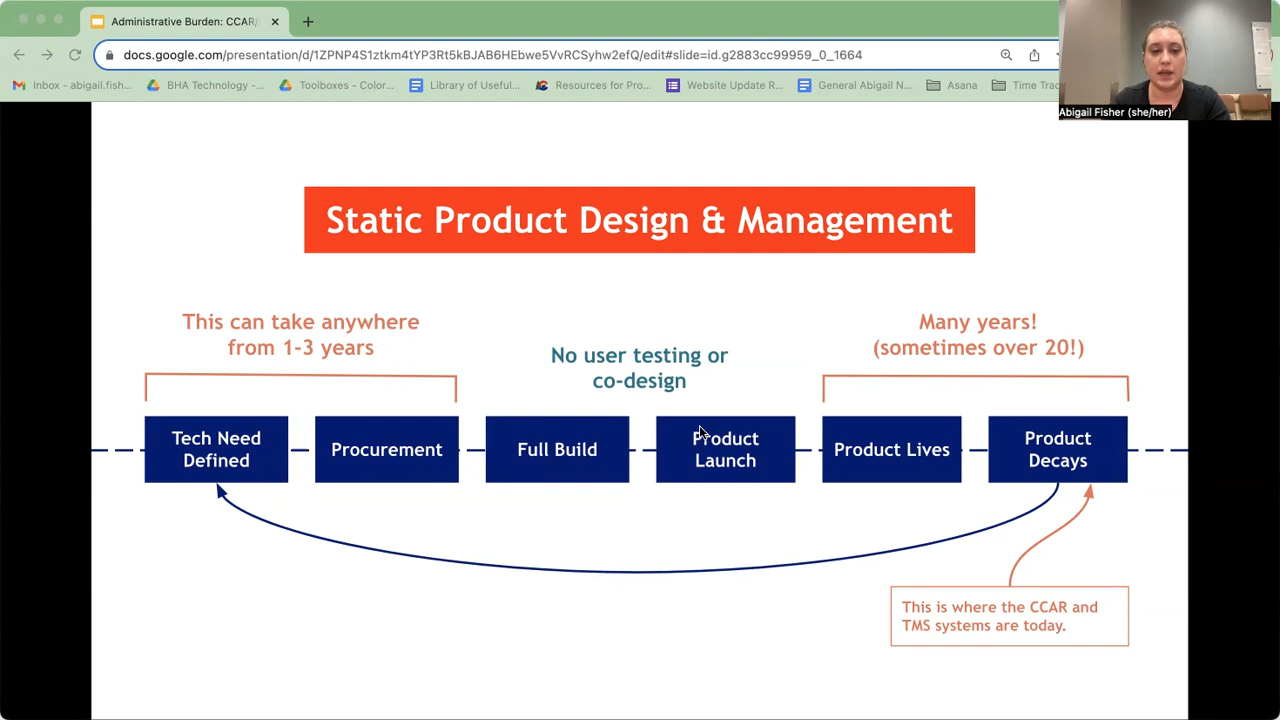 Administrative Burden: CCAR/
docs.google.com/presentation/d/1ZPNP4S1ztkm4tYP3Rt5kBJAB6HEbwe5VvRCSyhw2efQ/edit#slide=id.g2883cc99959_0_1664
Inbox - abigail.fish...
BHA Technology -...
Toolboxes - Color...
Library of Useful...
Resources for Pro...
Website Update R...
General Abigail N...
Asana
Time Trac
Abigail Fisher (she/her)
Static Product Design & Management
This can take anywhere
from 1-3 years
No user testing or
co-design
Many years!
(sometimes over 20!)
Tech Need
Defined
Procurement
Full Build
Product
Launch
Product Lives
Product
Decays
This is where the CCAR and
TMS systems are today.